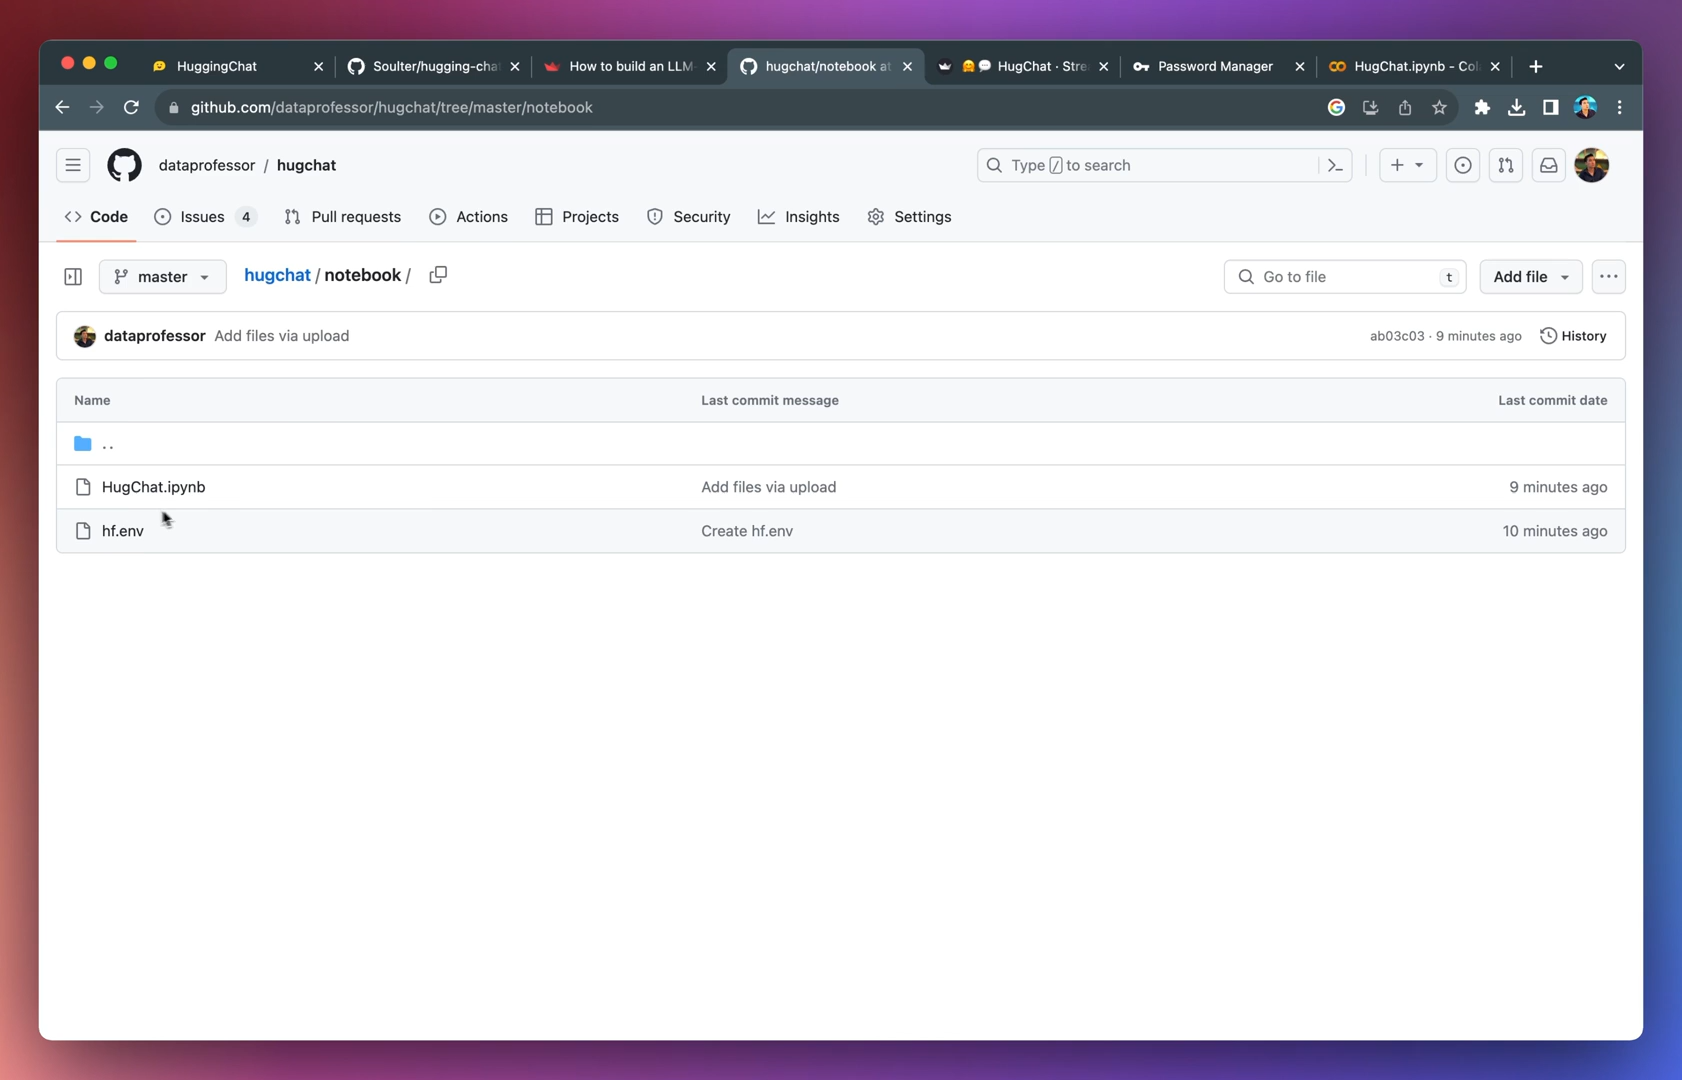 HuggingChat
Soulter/hugging-cha
How to build an LLM
hugchat/notebook at
HugChat · Stre
Password Manager
HugChat.ipynb - Col
github.com/dataprofessor/hugchat/tree/master/notebook
dataprofessor / hugchat
Type / to search
Code
Issues 4
Pull requests
Actions
Projects
Security
Insights
Settings
master
hugchat / notebook /
Go to file t
Add file
dataprofessor Add files via upload
ab03c03 · 9 minutes ago
History
Name Last commit message Last commit date
..
HugChat.ipynb Add files via upload 9 minutes ago
hf.env Create hf.env 10 minutes ago